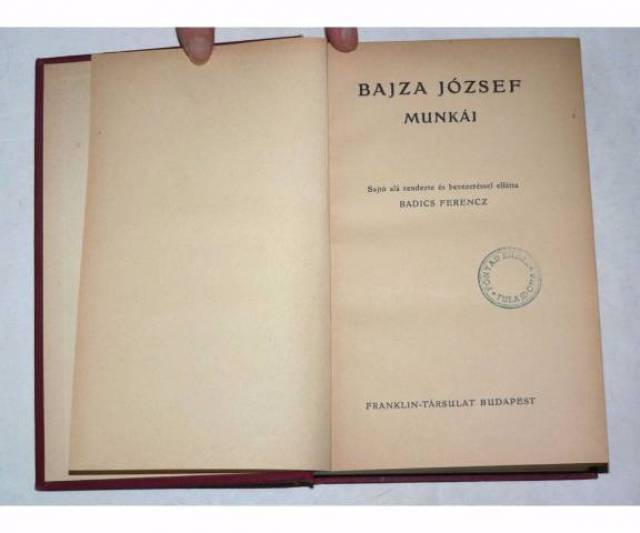 BAJZA JÓZSEF
MUNKÁI
Sajtó alá rendezte és bevezetéssel ellátta
BADICS FERENCZ
FRANKLIN-TÁRSULAT BUDAPEST